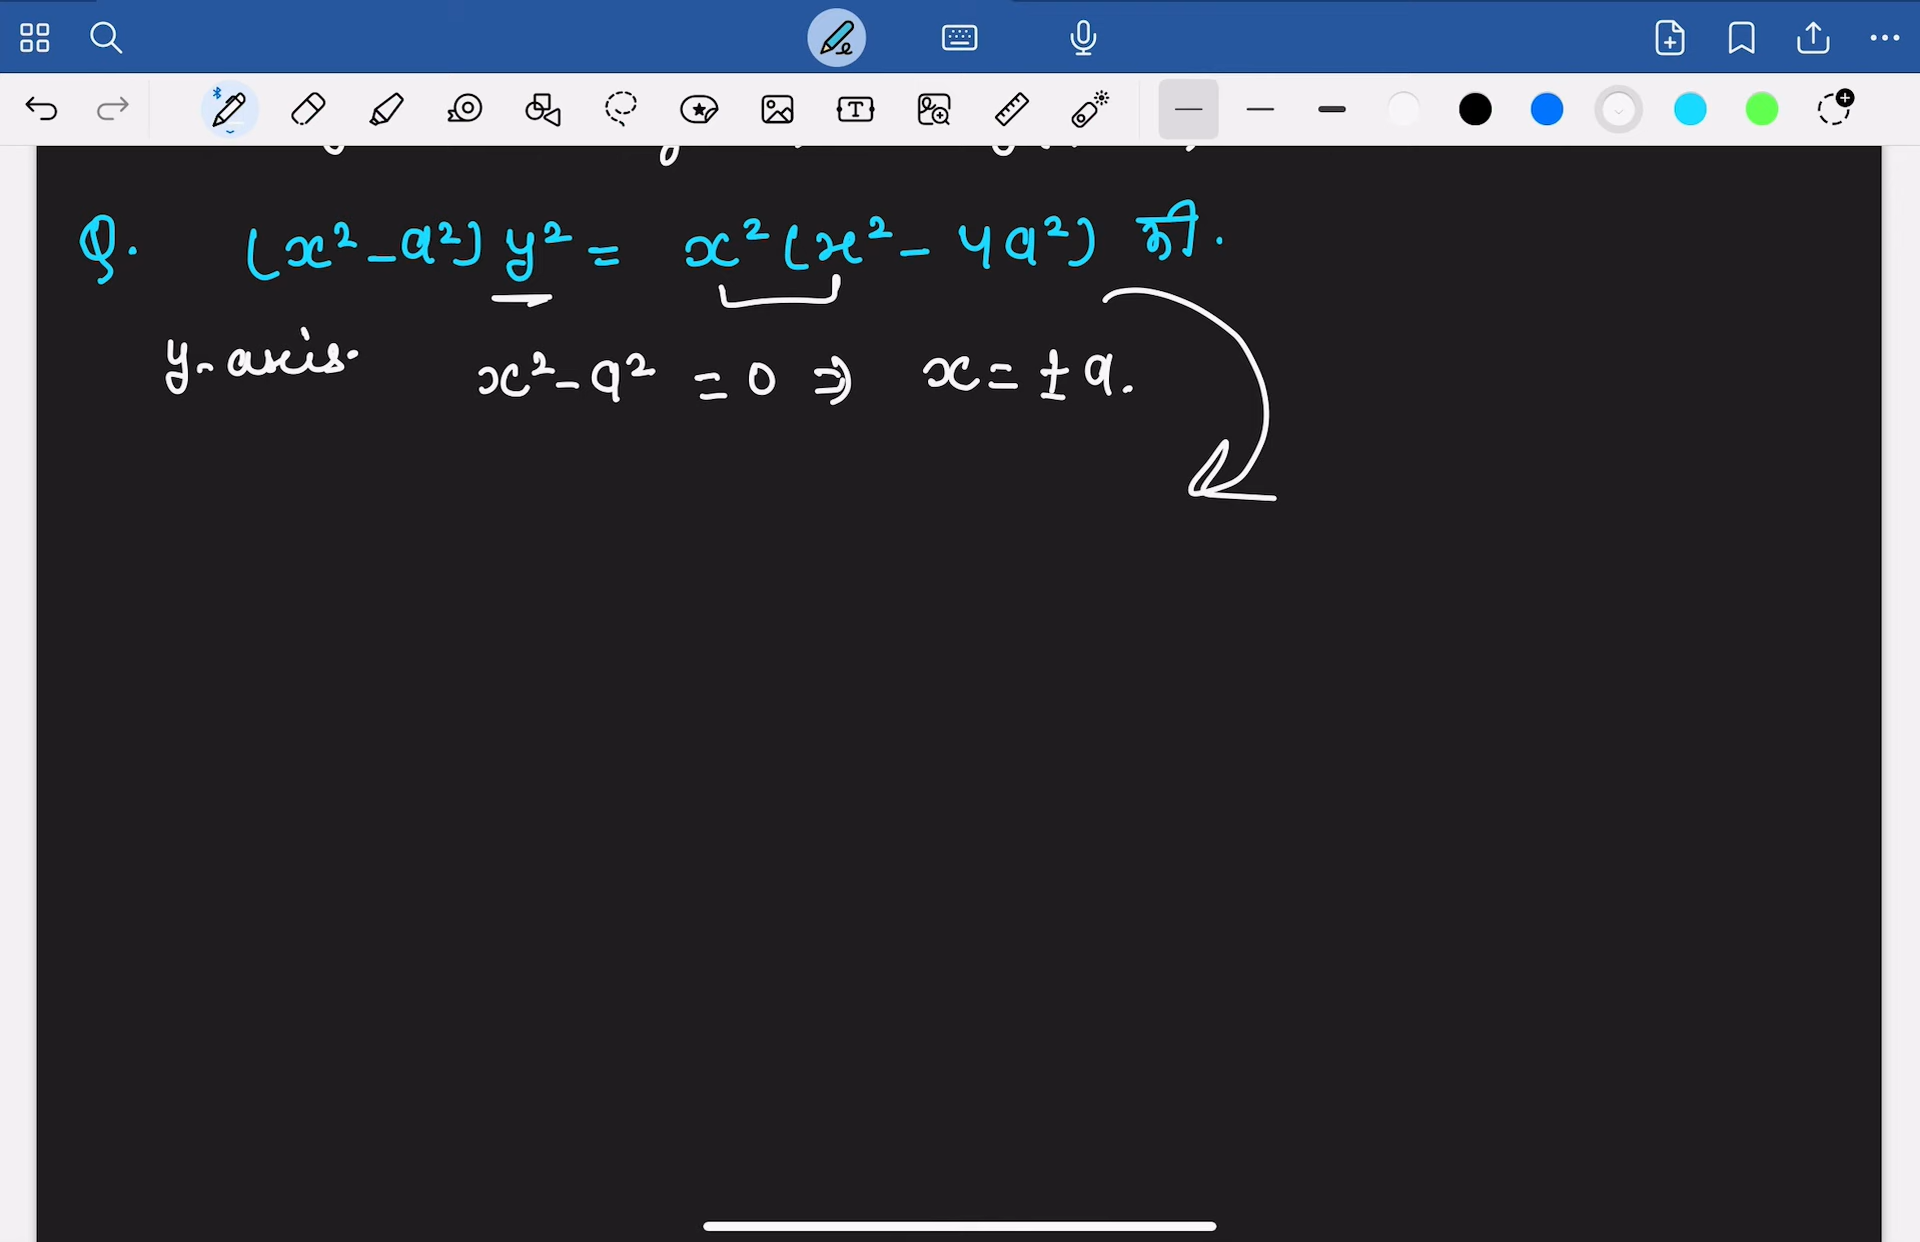 Q. (x² - a²) y² = x² (x² - 4a²) की.
y-axis. x² - a² = 0 ⇒ x = ± a.